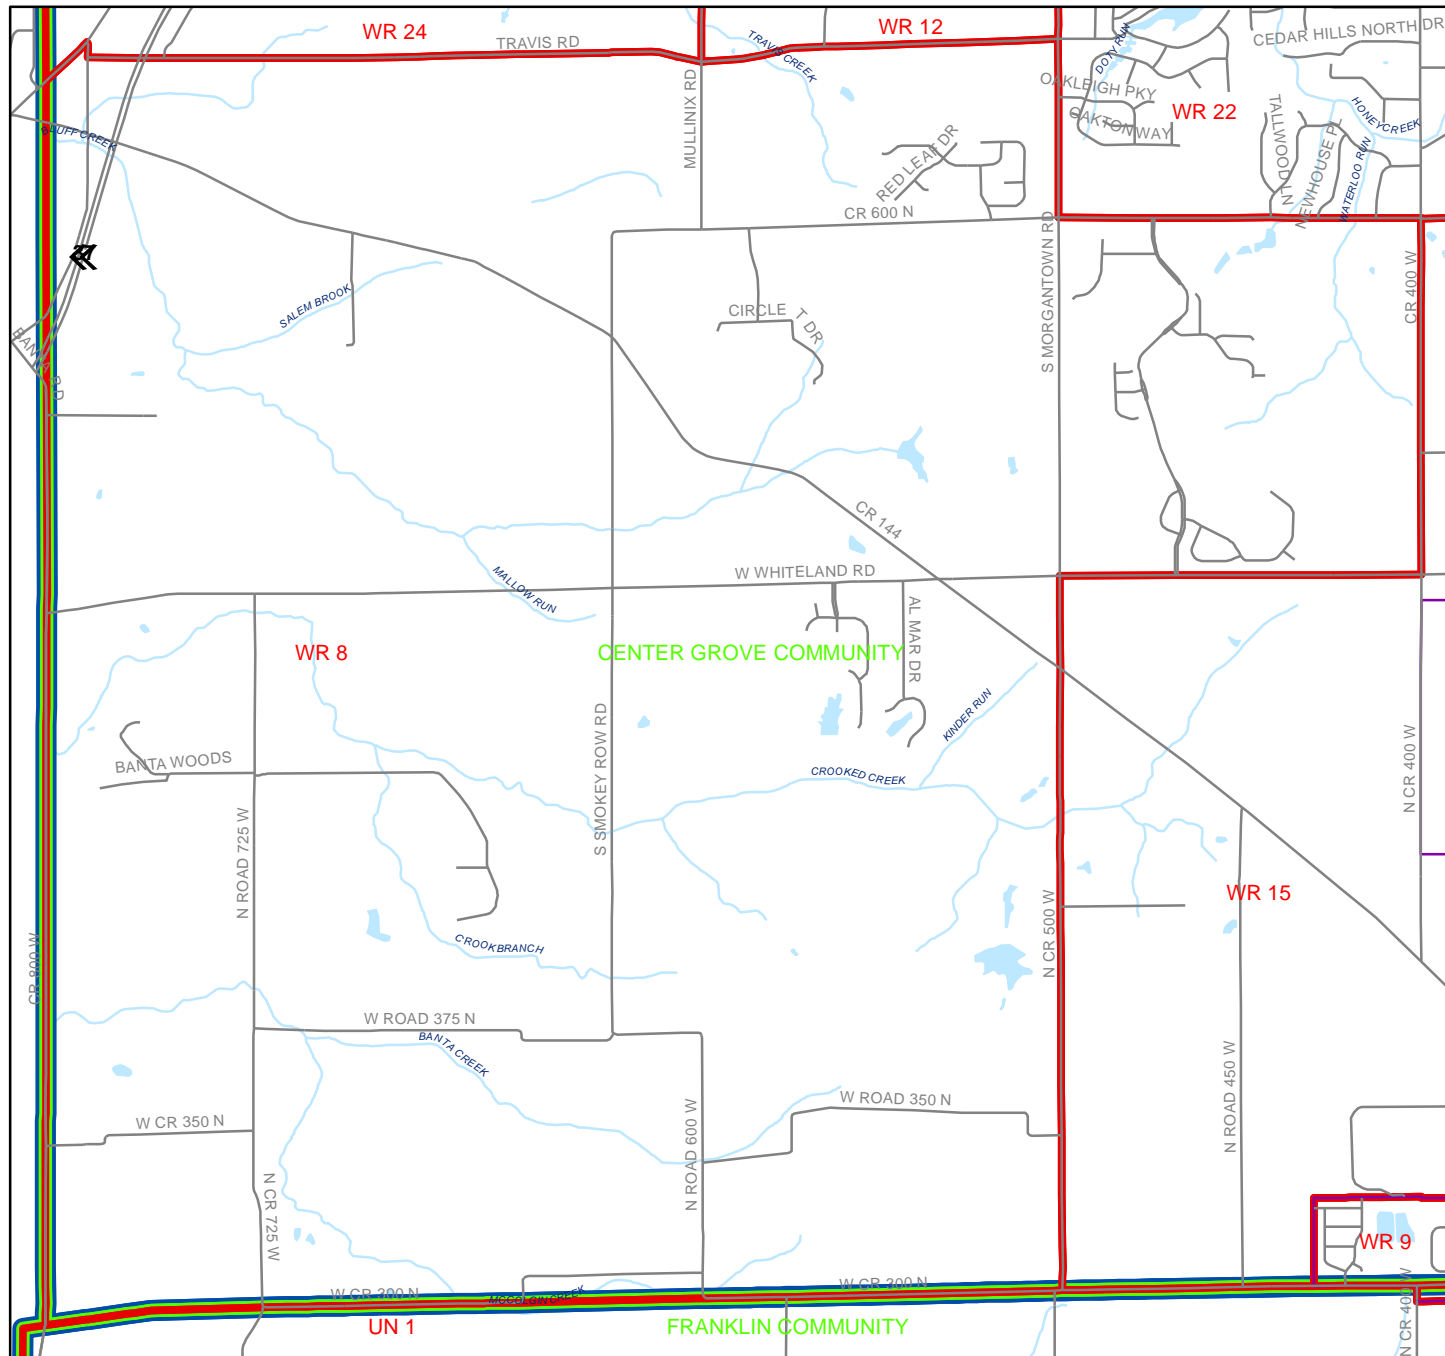 WR 24
WR 12
TRAVIS RD
TRAVIS CREEK
DOTY RUN
CEDAR HILLS NORTH DR
MULLINIX RD
OAKLEIGH PKY
WR 22
OAKTON WAY
TALLWOOD LN
NEWHOUSE PL
HONEYCREEK
WATERLOO RUN
BLUFF CREEK
RED LEAF DR
CR 600 N
S MORGANTOWN RD
CR 400 W
SALEM BROOK
CIRCLE T DR
BANTA RD
CR 144
W WHITELAND RD
MALLOW RUN
AL MAR DR
WR 8
CENTER GROVE COMMUNITY
KINDER RUN
S SMOKEY ROW RD
N CR 400 W
BANTA WOODS
CROOKED CREEK
N ROAD 725 W
WR 15
N CR 500 W
CROOKBRANCH
CR 800 W
W ROAD 375 N
BANTA CREEK
N ROAD 450 W
W ROAD 350 N
W CR 350 N
N ROAD 600 W
N CR 725 W
WR 9
W CR 300 N
W CR 300 N
N CR 400 W
UN 1
FRANKLIN COMMUNITY